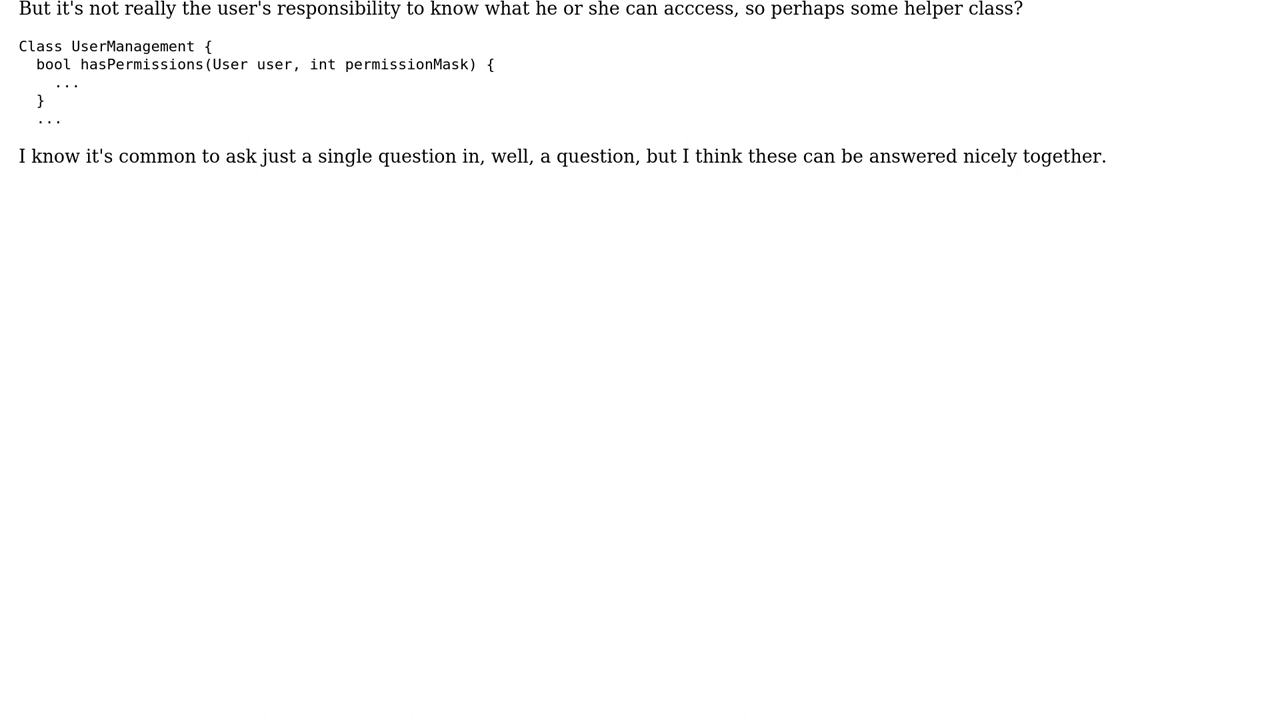 But it's not really the user's responsibility to know what he or she can acccess, so perhaps some helper class?
Class UserManagement {
  bool hasPermissions(User user, int permissionMask) {
    ...
  }
  ...
I know it's common to ask just a single question in, well, a question, but I think these can be answered nicely together.